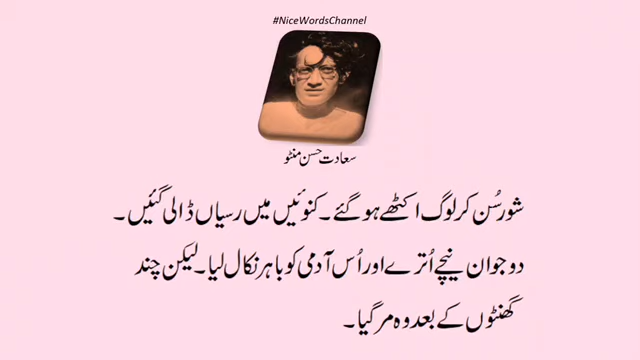 #NiceWordsChannel
سعادت حسن منٹو
شور سُن کر لوگ اکٹھے ہو گئے۔ کنوئیں میں رسیاں ڈالی گئیں۔
دو جوان نیچے اُترے اور اُس آدمی کو باہر نکال لیا۔ لیکن چند
گھنٹوں کے بعد وہ مر گیا۔